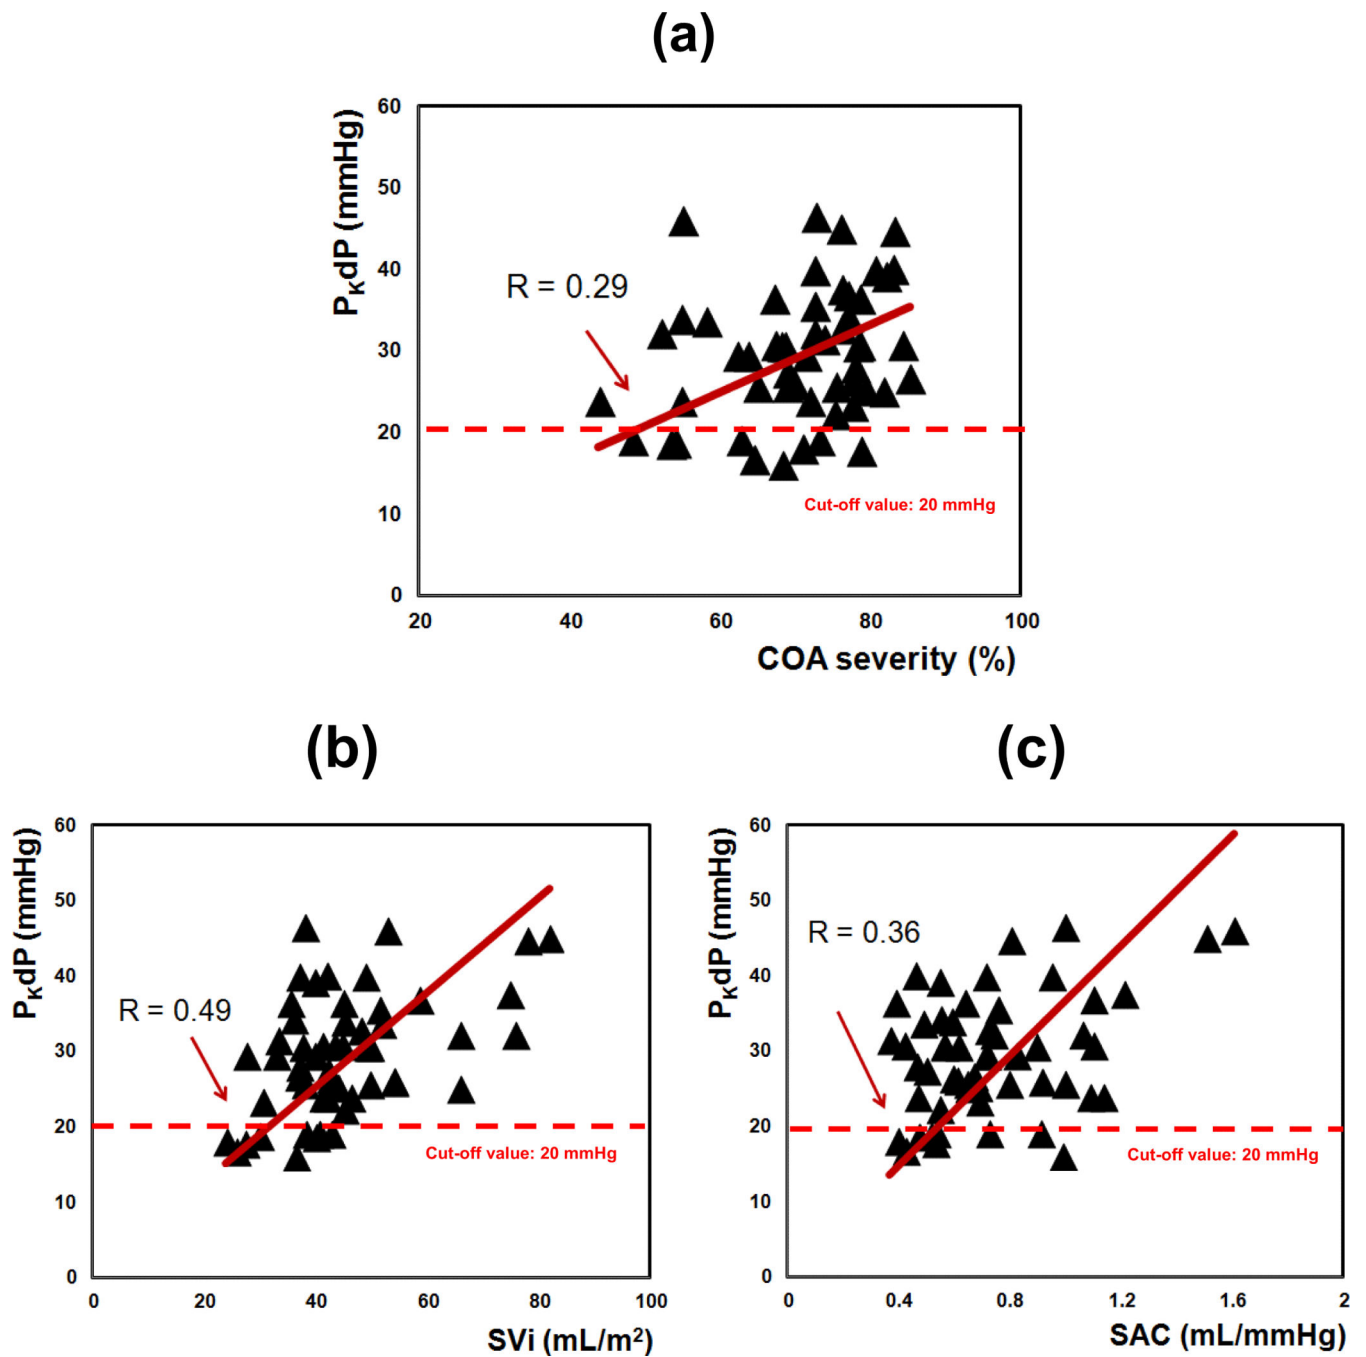 (a)
PKdP (mmHg)
60
50
40
30
20
10
0
R = 0.29
Cut-off value: 20 mmHg
20 40 60 80 100
COA severity (%)
(b)
PKdP (mmHg)
60
50
40
30
20
10
0
R = 0.49
Cut-off value: 20 mmHg
0 20 40 60 80 100
SVi (mL/m²)
(c)
PKdP (mmHg)
60
50
40
30
20
10
0
R = 0.36
Cut-off value: 20 mmHg
0 0.4 0.8 1.2 1.6 2
SAC (mL/mmHg)